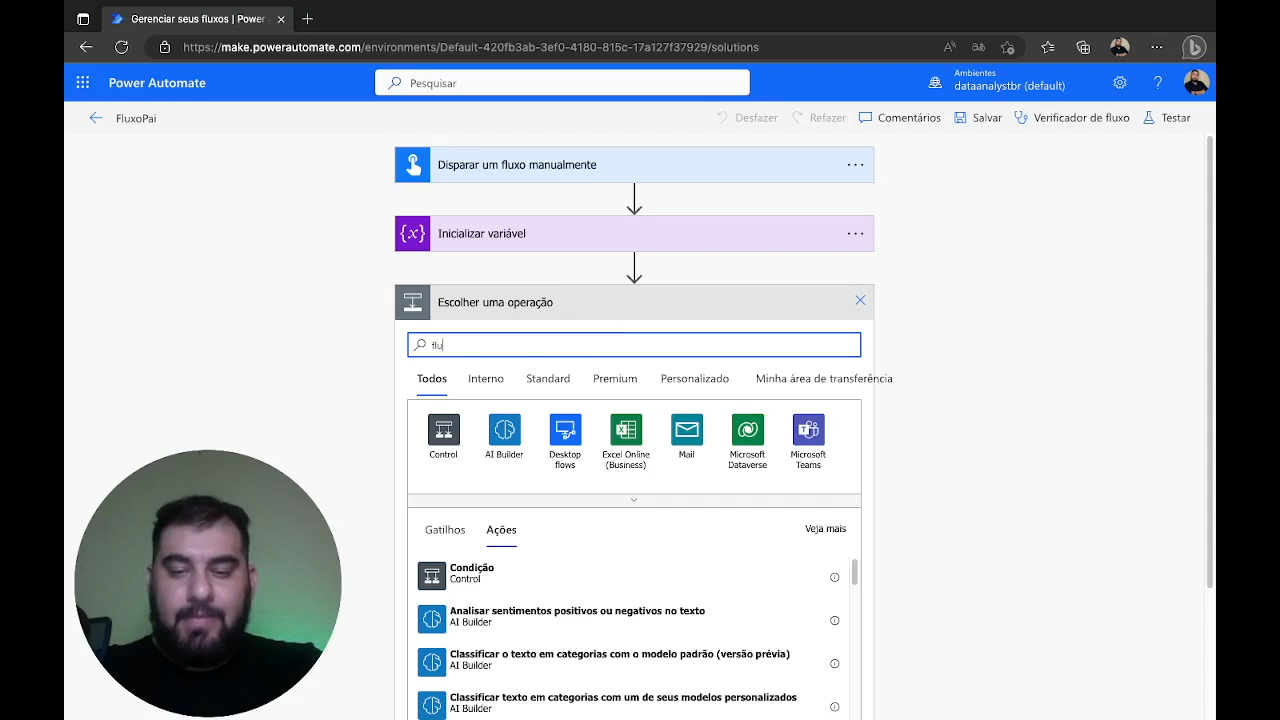 Gerenciar seus fluxos | Power
https://make.powerautomate.com/environments/Default-420fb3ab-3ef0-4180-815c-17a127f37929/solutions
Power Automate
Pesquisar
Ambientes
dataanalystbr (default)
FluxoPai
Desfazer
Refazer
Comentários
Salvar
Verificador de fluxo
Testar
Disparar um fluxo manualmente
{x}
Inicializar variável
Escolher uma operação
flu
Todos
Interno
Standard
Premium
Personalizado
Minha área de transferência
Control
AI Builder
Desktop
flows
Excel Online
(Business)
Mail
Microsoft
Dataverse
Microsoft
Teams
Gatilhos
Ações
Veja mais
Condição
Control
Analisar sentimentos positivos ou negativos no texto
AI Builder
Classificar o texto em categorias com o modelo padrão (versão prévia)
AI Builder
Classificar texto em categorias com um de seus modelos personalizados
AI Builder